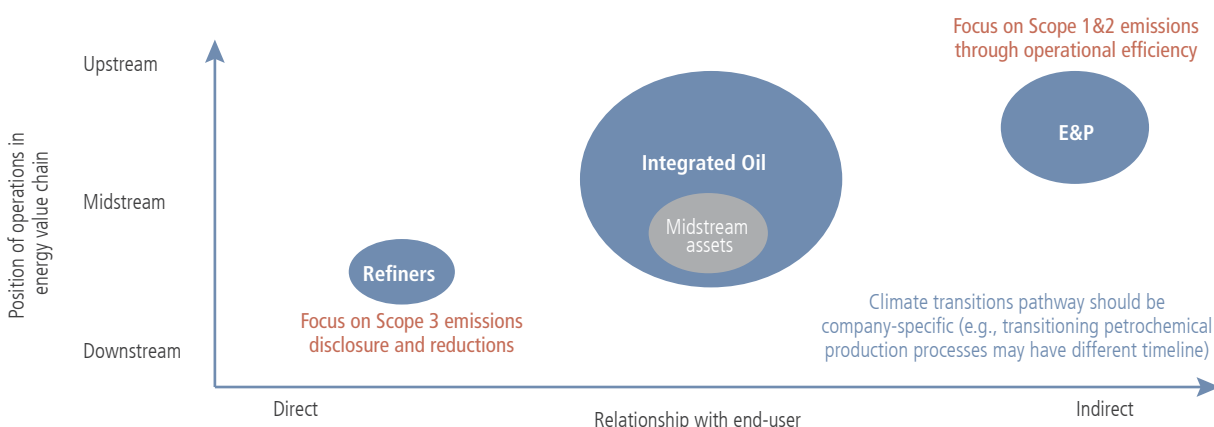 Focus on Scope 1&2 emissions
through operational efficiency
Upstream
E&P
Integrated Oil
Position of operations in
energy value chain
Midstream
Midstream
assets
Refiners
Focus on Scope 3 emissions
disclosure and reductions
Climate transitions pathway should be
company-specific (e.g., transitioning petrochemical
production processes may have different timeline)
Downstream
Direct
Relationship with end-user
Indirect